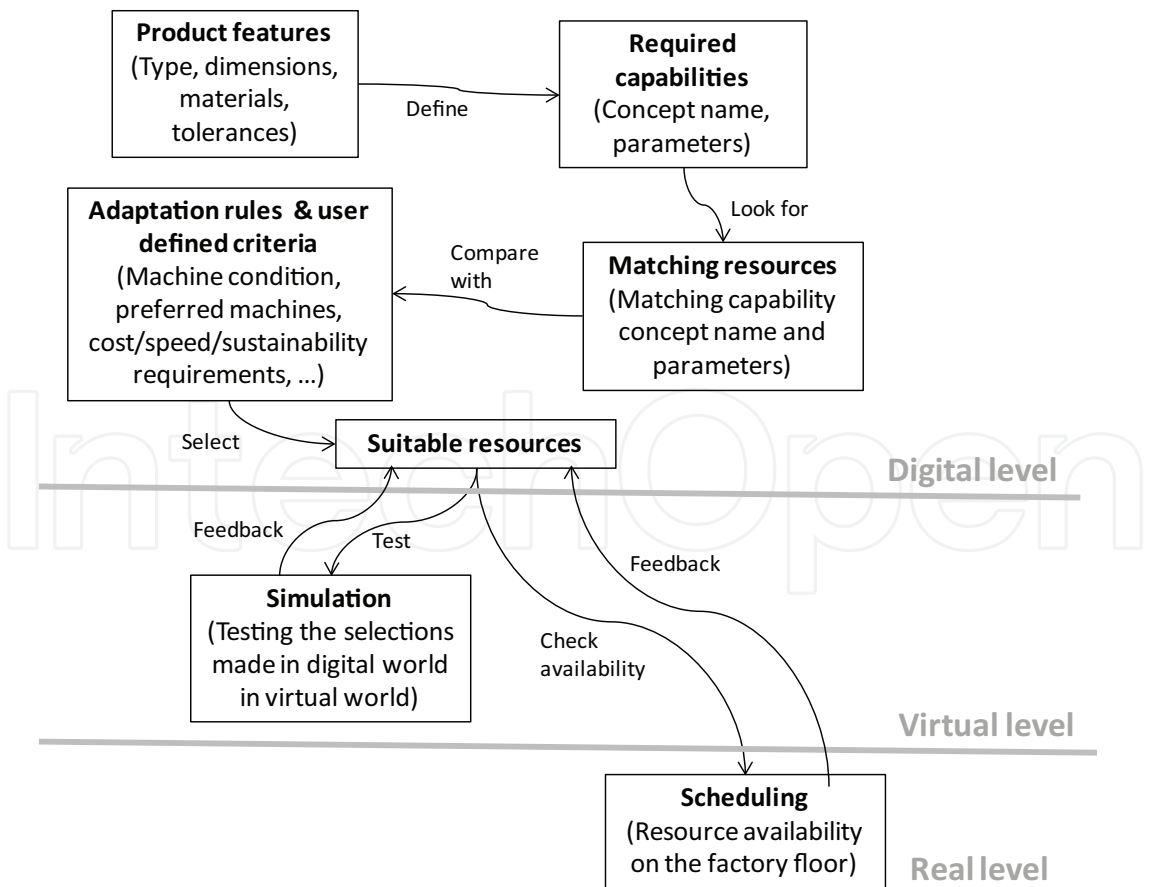 Product features
(Type, dimensions,
materials,
tolerances)
Define
Required
capabilities
(Concept name,
parameters)
Look for
Adaptation rules & user
defined criteria
(Machine condition,
preferred machines,
cost/speed/sustainability
requirements, ...)
Compare
with
Matching resources
(Matching capability
concept name and
parameters)
Select
Suitable resources
Digital level
Feedback
Test
Feedback
Simulation
(Testing the selections
made in digital world
in virtual world)
Check
availability
Virtual level
Scheduling
(Resource availability
on the factory floor)
Real level
IntechOpen